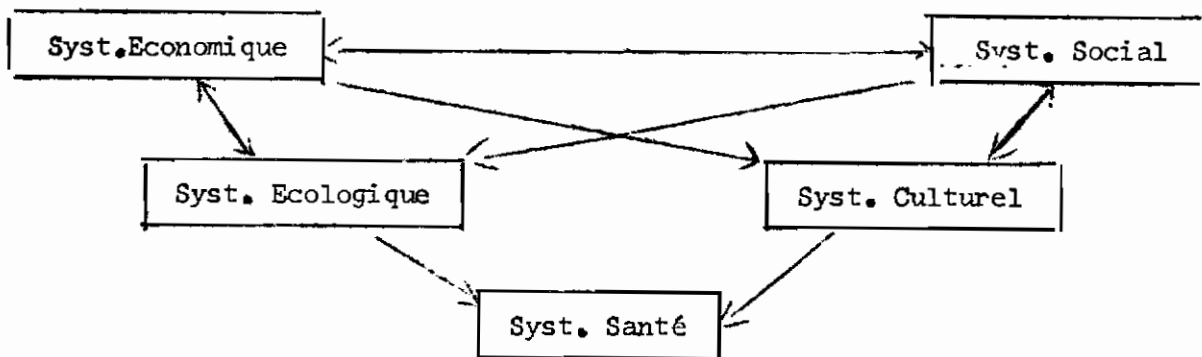 Syst.Economique
Syst. Social
Syst. Ecologique
Syst. Culturel
Syst. Santé